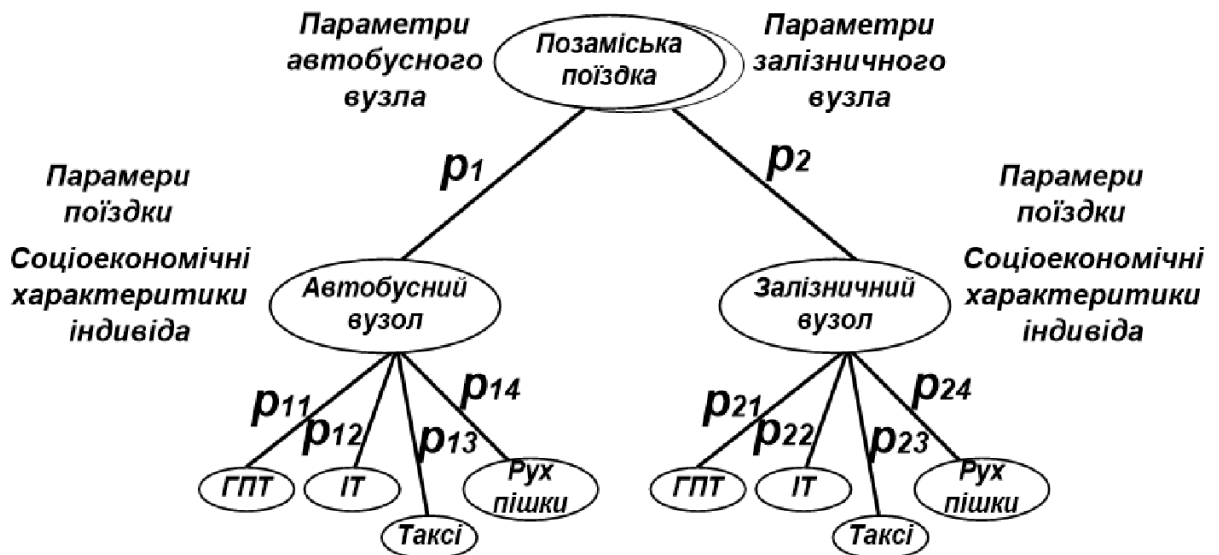 Параметри
автобусного
вузла
Позаміська
поїздка
Параметри
залізничного
вузла
p1
p2
Парамери
поїздки
Соціоекономічні
характеритики
індивіда
Автобусний
вузол
Залізничний
вузол
Парамери
поїздки
Соціоекономічні
характеритики
індивіда
p11
p12
p13
p14
p21
p22
p23
p24
ГПТ
ІТ
Таксі
Рух
пішки
ГПТ
ІТ
Таксі
Рух
пішки